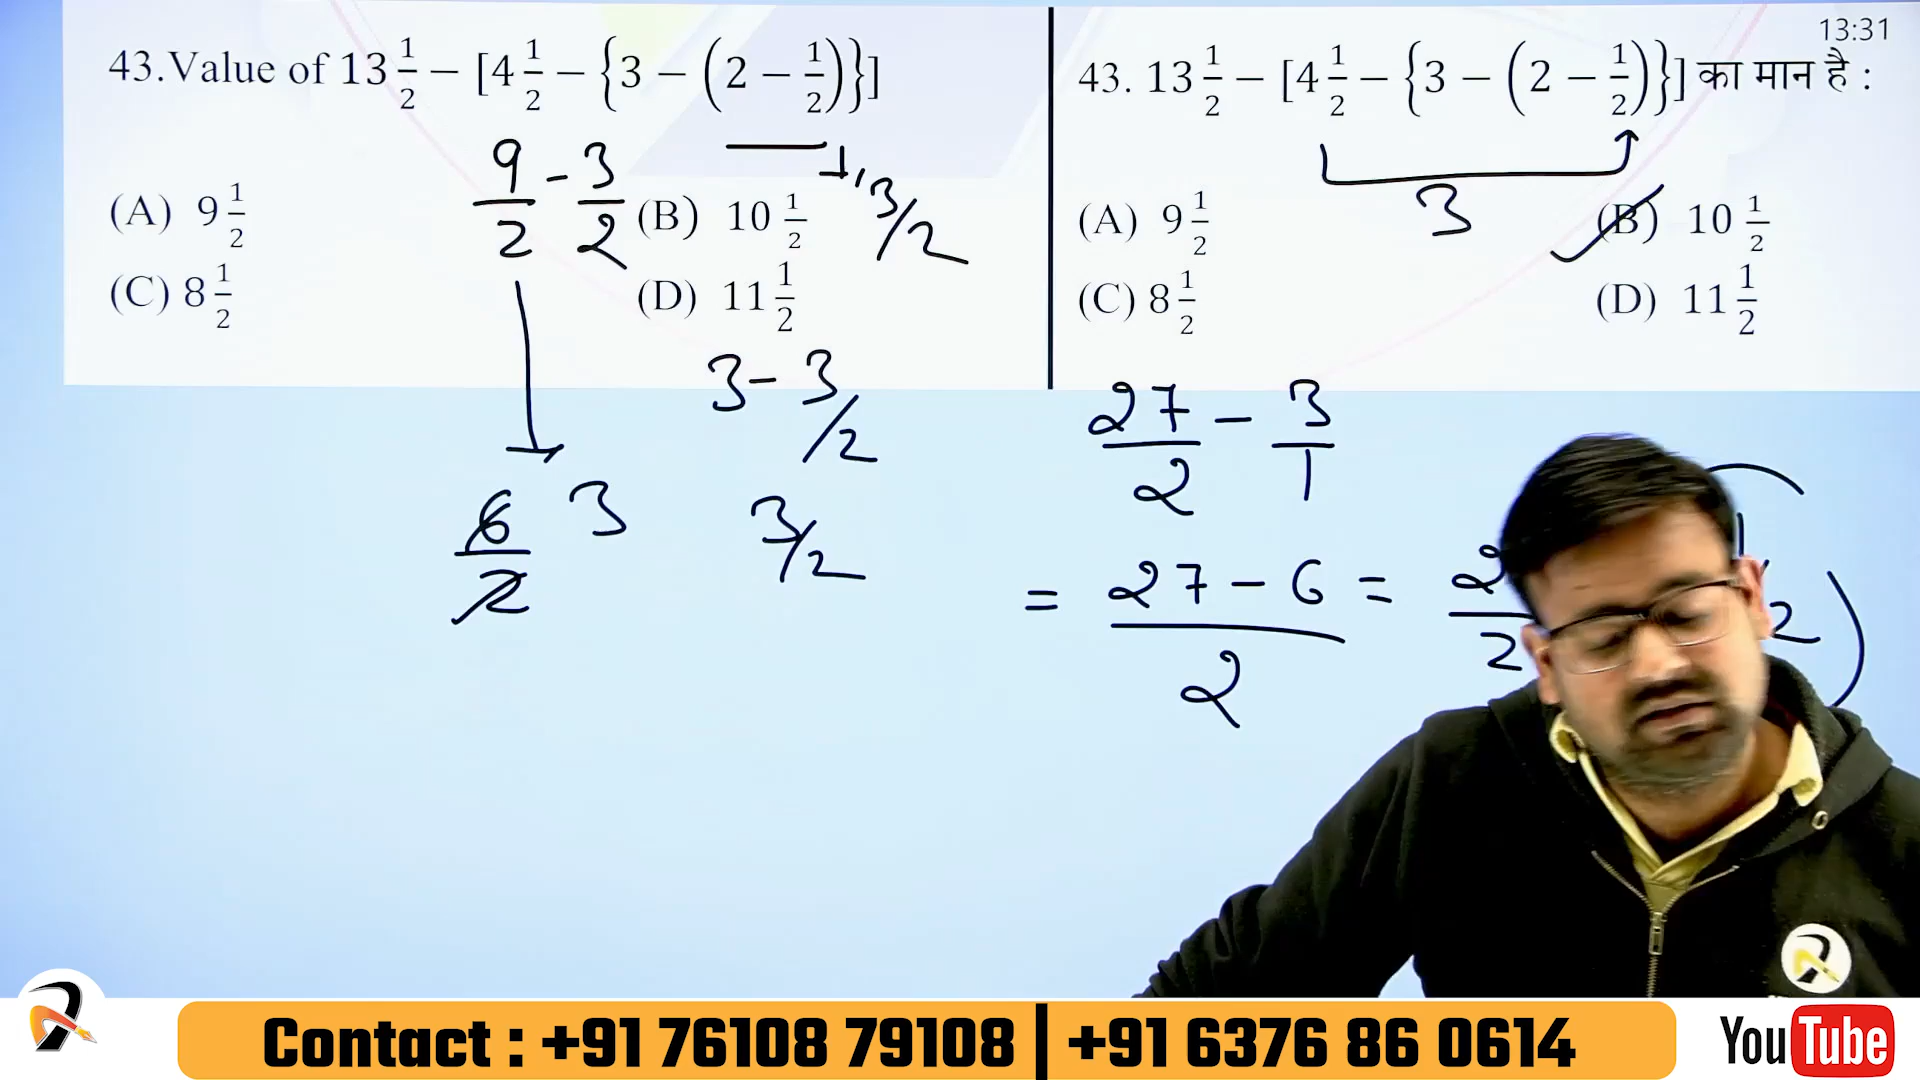 13:31
43.Value of 13 1/2 − [4 1/2 − {3 − (2 − 1/2)}]
(A) 9 1/2
(B) 10 1/2
(C) 8 1/2
(D) 11 1/2
9/2 − 3/2
3/2
3 − 3/2
6/2 3
3/2
43. 13 1/2 − [4 1/2 − {3 − (2 − 1/2)}] का मान है :
3
(A) 9 1/2
(B) 10 1/2
(C) 8 1/2
(D) 11 1/2
27/2 − 3/1
= 27 − 6/2 =
Contact : +91 76108 79108 | +91 6376 86 0614
YouTube